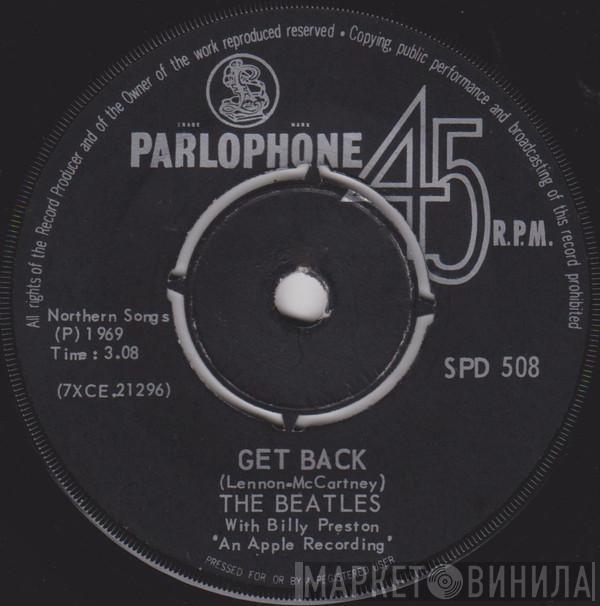 All rights of the Record Producer and of the Owner of the work reproduced reserved • Copying, public performance and broadcasting of this record prohibited
TRADE MARK
PARLOPHONE
45
R.P.M.
Northern Songs
(P) 1969
Time : 3.08
(7XCE.21296)
SPD 508
GET BACK
(Lennon-McCartney)
THE BEATLES
With Billy Preston
"An Apple Recording"
PRESSED FOR OR BY A REGISTERED USER
МАРКЕТ ВИНИЛА